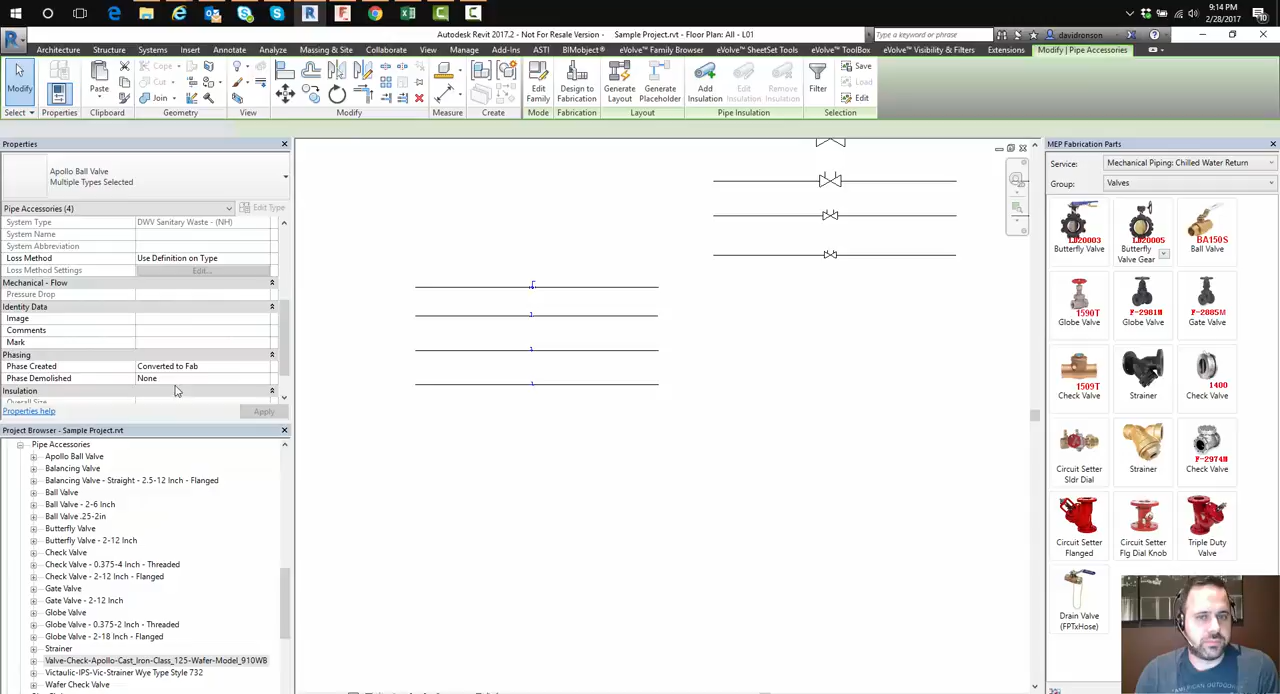 9:14 PM
2/28/2017
10
Autodesk Revit 2017.2 - Not For Resale Version - Sample Project.rvt - Floor Plan: All - L01
Type a keyword or phrase
davidronson
Architecture Structure Systems Insert Annotate Analyze Massing & Site Collaborate View Manage Add-Ins ASTI BIMobject® eVolve™ Family Browser eVolve™ SheetSet Tools eVolve™ ToolBox eVolve™ Visibility & Filters Extensions Modify | Pipe Accessories
Modify
Paste
Cope
Cut
Join
Edit Family
Design to Fabrication
Generate Layout
Generate Placeholder
Add Insulation
Edit Insulation
Remove Insulation
Filter
Save
Load
Edit
Select Properties Clipboard Geometry View Modify Measure Create Mode Fabrication Layout Pipe Insulation Selection
Properties
Apollo Ball Valve
Multiple Types Selected
Pipe Accessories (4) Edit Type
System Type DWV Sanitary Waste - (NH)
System Name
System Abbreviation
Loss Method Use Definition on Type
Loss Method Settings Edit...
Mechanical - Flow
Pressure Drop
Identity Data
Image
Comments
Mark
Phasing
Phase Created Converted to Fab
Phase Demolished None
Insulation
Overall Size
Properties help Apply
Project Browser - Sample Project.rvt
Pipe Accessories
Apollo Ball Valve
Balancing Valve
Balancing Valve - Straight - 2.5-12 Inch - Flanged
Ball Valve
Ball Valve - 2-6 Inch
Ball Valve .25-2in
Butterfly Valve
Butterfly Valve - 2-12 Inch
Check Valve
Check Valve - 0.375-4 Inch - Threaded
Check Valve - 2-12 Inch - Flanged
Gate Valve
Gate Valve - 2-12 Inch
Globe Valve
Globe Valve - 0.375-2 Inch - Threaded
Globe Valve - 2-18 Inch - Flanged
Strainer
Valve-Check-Apollo-Cast_Iron-Class_125-Wafer-Model_910WB
Victaulic-IPS-Vic-Strainer Wye Type Style 732
Wafer Check Valve
MEP Fabrication Parts
Service: Mechanical Piping: Chilled Water Return
Group: Valves
LD20003
Butterfly Valve
LD20005
Butterfly Valve Gear
BA150S
Ball Valve
1590T
Globe Valve
F-2981M
Globe Valve
F-2885M
Gate Valve
1509T
Check Valve
Strainer
1400
Check Valve
Circuit Setter Sldr Dial
Strainer
F-2974M
Check Valve
Circuit Setter Flanged
Circuit Setter Flg Dial Knob
Triple Duty Valve
Drain Valve (FPTxHose)